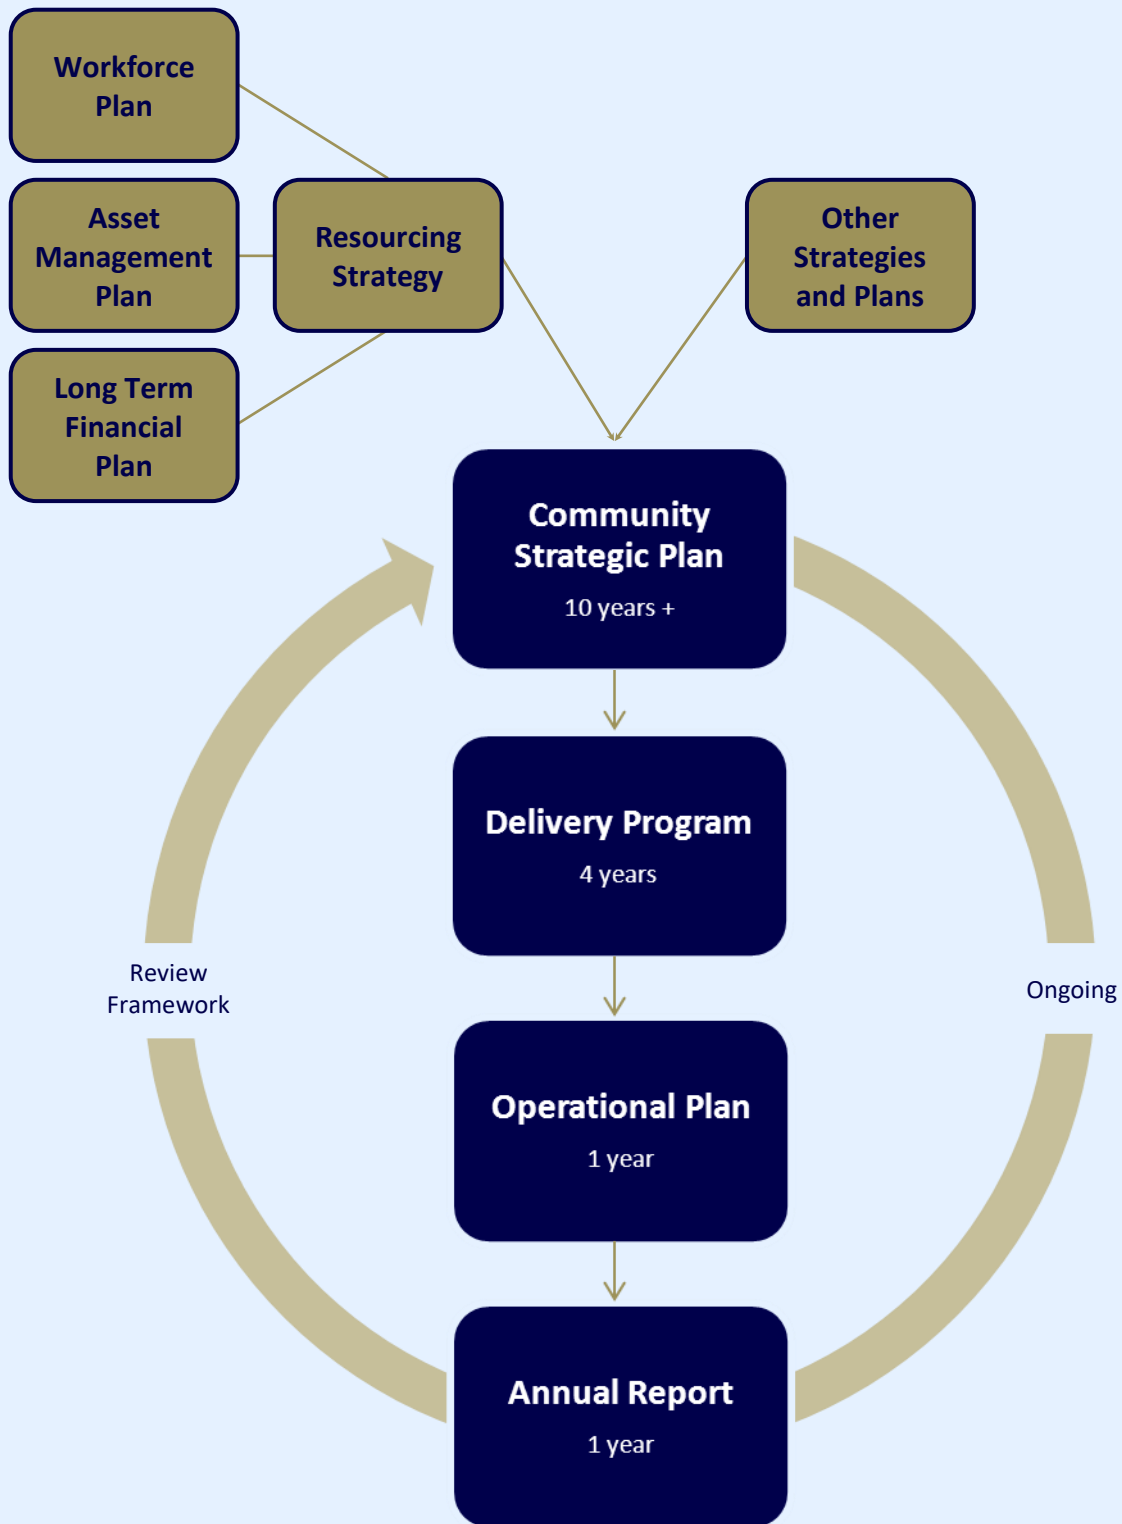 Workforce
Plan
Asset
Management
Plan
Long Term
Financial
Plan
Resourcing
Strategy
Other
Strategies
and Plans
Community
Strategic Plan
10 years +
Delivery Program
4 years
Review
Framework
Ongoing
Operational Plan
1 year
Annual Report
1 year